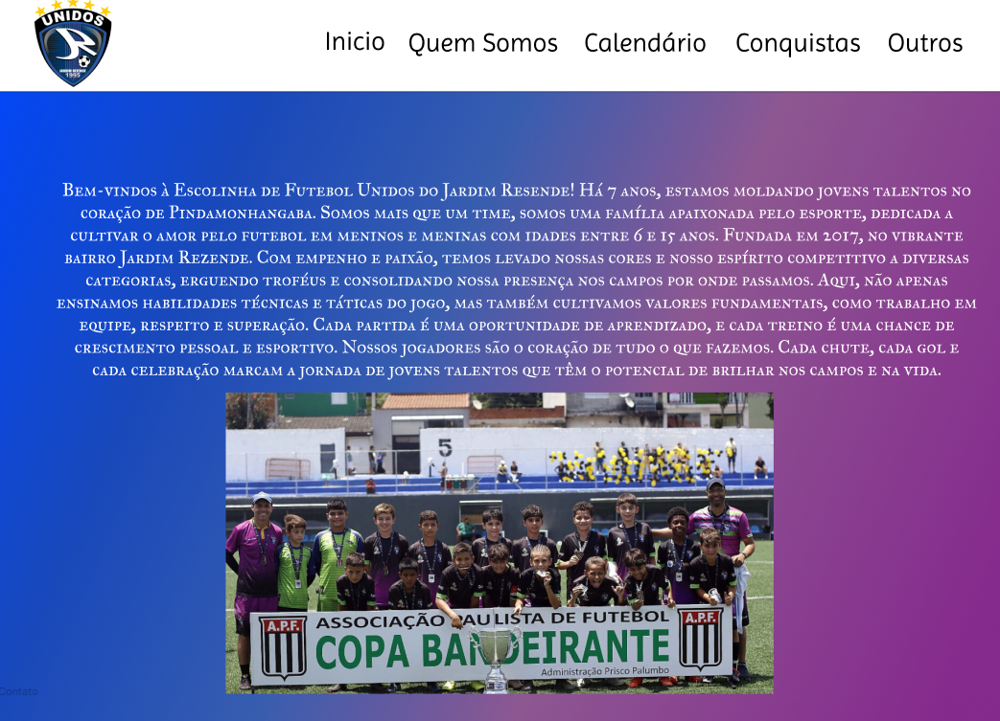 UNIDOS
JARDIM REZENDE
1995
Inicio
Quem Somos
Calendário
Conquistas
Outros
Bem-vindos à Escolinha de Futebol Unidos do Jardim Resende! Há 7 anos, estamos moldando jovens talentos no
coração de Pindamonhangaba. Somos mais que um time, somos uma família apaixonada pelo esporte, dedicada a
cultivar o amor pelo futebol em meninos e meninas com idades entre 6 e 15 anos. Fundada em 2017, no vibrante
bairro Jardim Rezende. Com empenho e paixão, temos levado nossas cores e nosso espírito competitivo a diversas
categorias, erguendo troféus e consolidando nossa presença nos campos por onde passamos. Aqui, não apenas
ensinamos habilidades técnicas e táticas do jogo, mas também cultivamos valores fundamentais, como trabalho em
equipe, respeito e superação. Cada partida é uma oportunidade de aprendizado, e cada treino é uma chance de
crescimento pessoal e esportivo. Nossos jogadores são o coração de tudo o que fazemos. Cada chute, cada gol e
cada celebração marcam a jornada de jovens talentos que têm o potencial de brilhar nos campos e na vida.
5
ASSOCIAÇÃO PAULISTA DE FUTEBOL
A.P.F.
COPA BANDEIRANTE
A.P.F.
Administração Prisco Palumbo
Contato